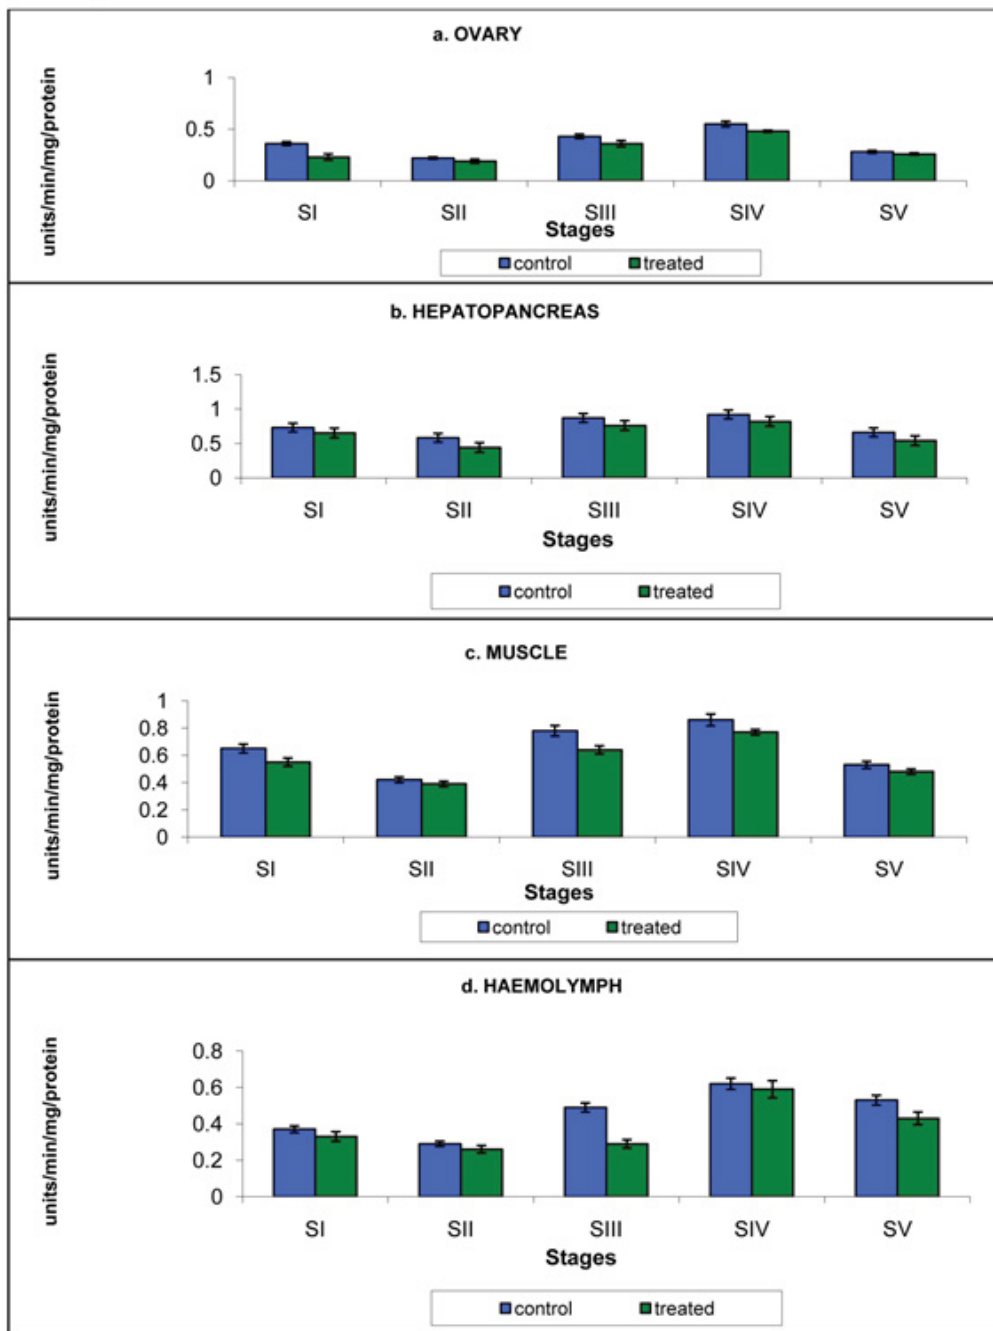 a. OVARY
units/min/mg/protein
1
0.5
0
SI SII SIII SIV SV
Stages
control treated
b. HEPATOPANCREAS
units/min/mg/protein
1.5
1
0.5
0
SI SII SIII SIV SV
Stages
control treated
c. MUSCLE
units/min/mg/protein
1
0.8
0.6
0.4
0.2
0
SI SII SIII SIV SV
Stages
control treated
d. HAEMOLYMPH
units/min/mg/protein
0.8
0.6
0.4
0.2
0
SI SII SIII SIV SV
Stages
control treated